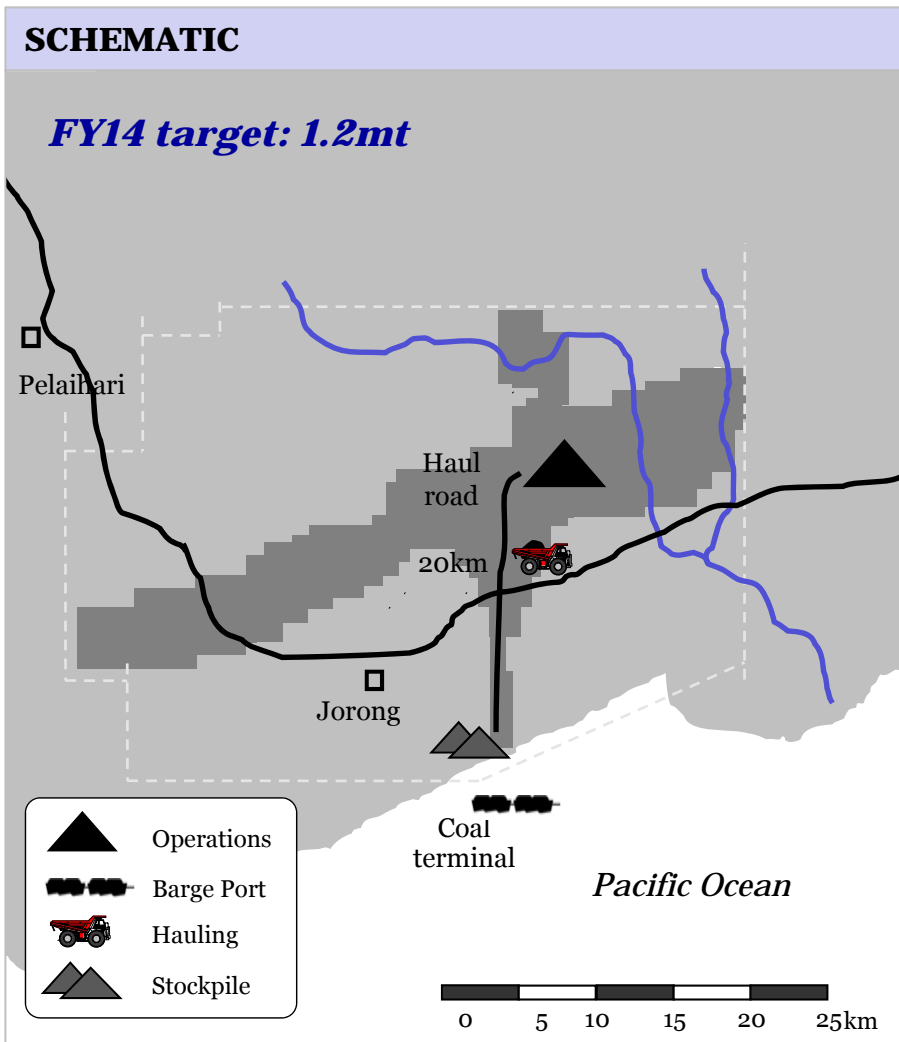 SCHEMATIC
FY14 target: 1.2mt
Pelaihari
Haul
road
20km
Jorong
Coal
terminal
Pacific Ocean
Operations
Barge Port
Hauling
Stockpile
0 5 10 15 20 25km